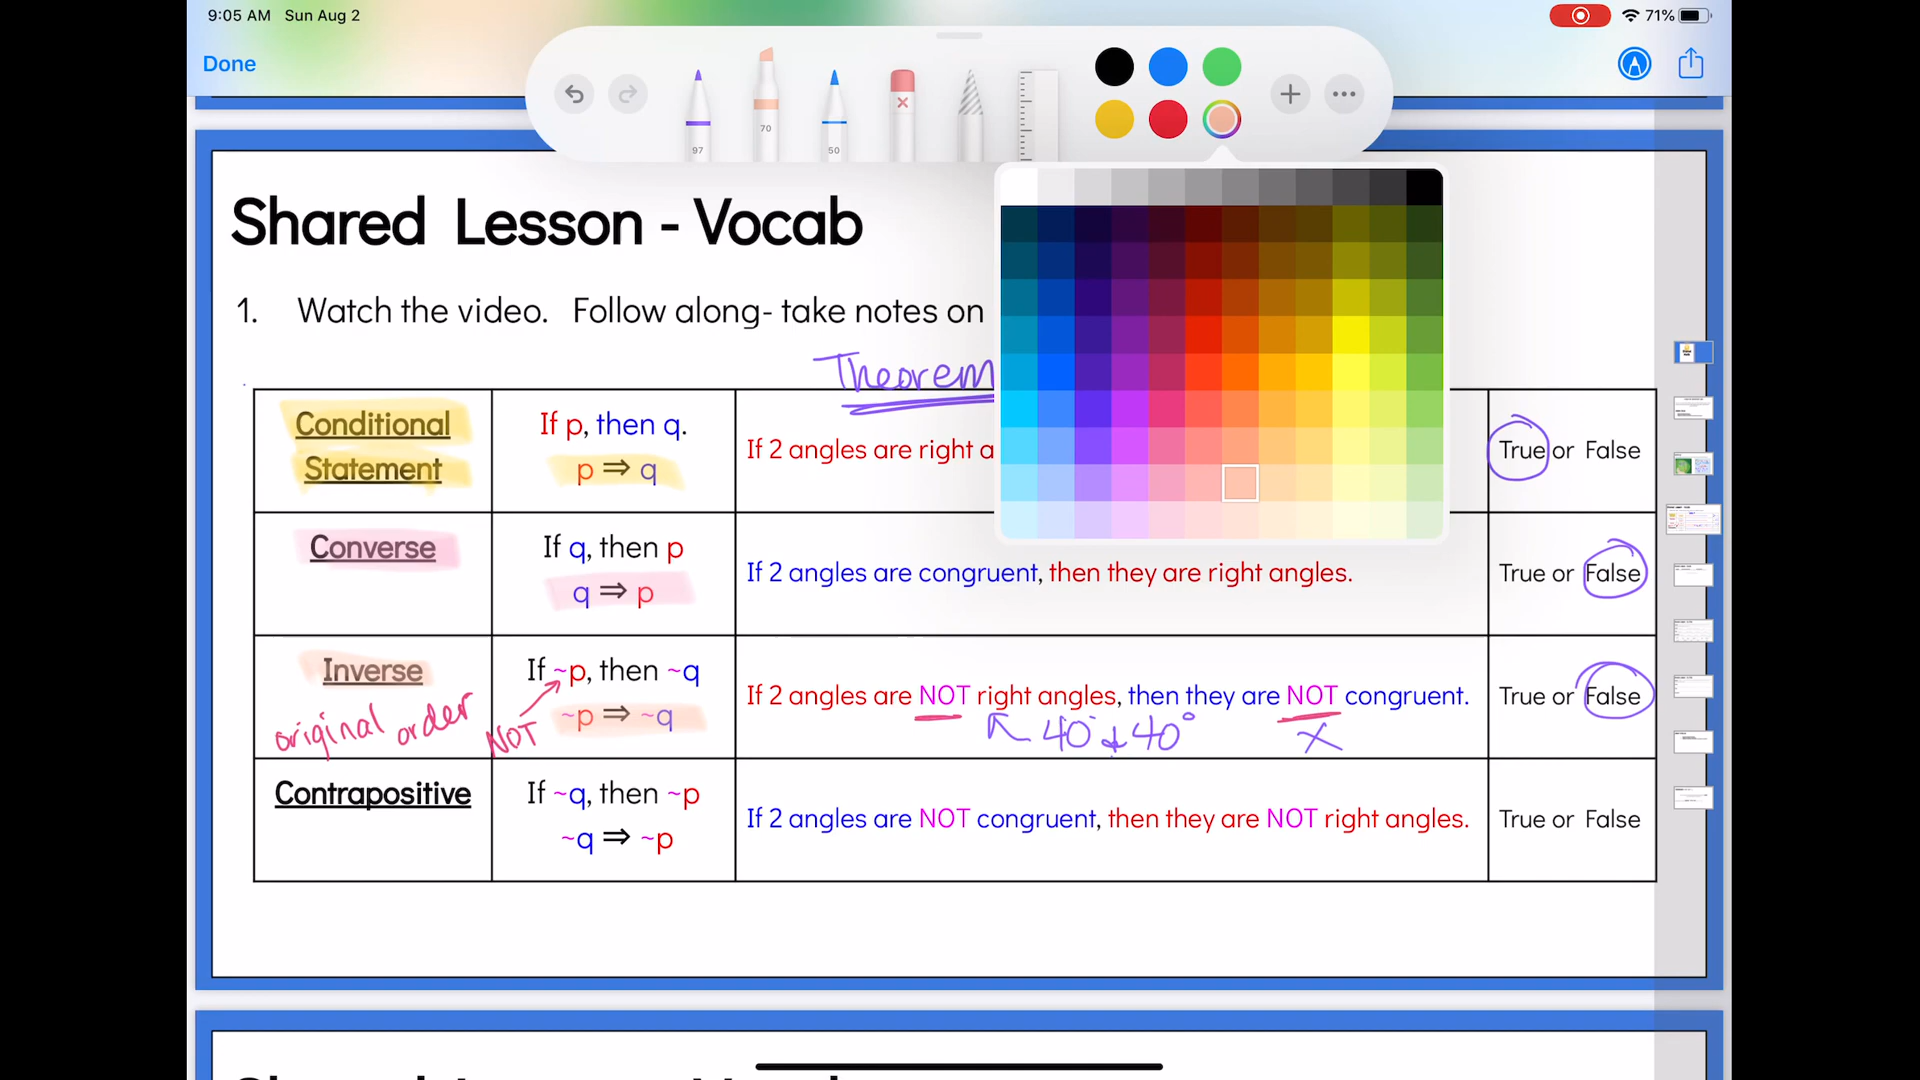 9:05 AM Sun Aug 2
71%
Done
97
70
50
Shared Lesson - Vocab
1. Watch the video. Follow along- take notes on
Theorem
Conditional Statement
If p, then q.
p ⇒ q
If 2 angles are right a
True or False
Converse
If q, then p
q ⇒ p
If 2 angles are congruent, then they are right angles.
True or False
Inverse
original order
If ~p, then ~q
NOT
~p ⇒ ~q
If 2 angles are NOT right angles, then they are NOT congruent.
40° + 40°
X
True or False
Contrapositive
If ~q, then ~p
~q ⇒ ~p
If 2 angles are NOT congruent, then they are NOT right angles.
True or False